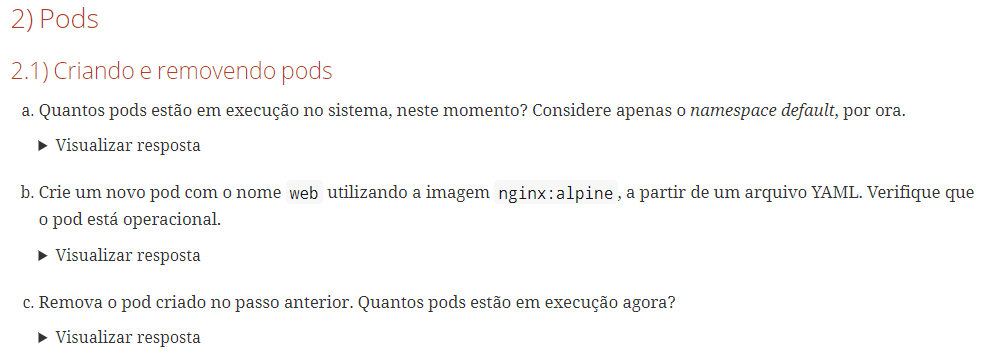 2) Pods
2.1) Criando e removendo pods
a. Quantos pods estão em execução no sistema, neste momento? Considere apenas o namespace default, por ora.
▶ Visualizar resposta
b. Crie um novo pod com o nome web utilizando a imagem nginx:alpine, a partir de um arquivo YAML. Verifique que
o pod está operacional.
▶ Visualizar resposta
c. Remova o pod criado no passo anterior. Quantos pods estão em execução agora?
▶ Visualizar resposta